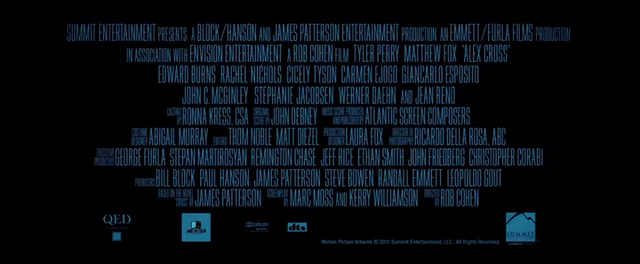 SUMMIT ENTERTAINMENT PRESENTS A BLOCK/HANSON AND JAMES PATTERSON ENTERTAINMENT PRODUCTION AN EMMETT/FURLA FILMS PRODUCTION
IN ASSOCIATION WITH ENVISION ENTERTAINMENT A ROB COHEN FILM TYLER PERRY MATTHEW FOX "ALEX CROSS"
EDWARD BURNS RACHEL NICHOLS CICELY TYSON CARMEN EJOGO GIANCARLO ESPOSITO
JOHN C. MCGINLEY STEPHANIE JACOBSEN WERNER DAEHN AND JEAN RENO
CASTING BY RONNA KRESS, CSA ORIGINAL SCORE BY JOHN DEBNEY MUSIC SCORE PRODUCED AND PUBLISHED BY ATLANTIC SCREEN COMPOSERS
COSTUME DESIGNER ABIGAIL MURRAY EDITORS THOM NOBLE MATT DIEZEL PRODUCTION DESIGNER LAURA FOX DIRECTOR OF PHOTOGRAPHY RICARDO DELLA ROSA, ABC
EXECUTIVE PRODUCERS GEORGE FURLA STEPAN MARTIROSYAN REMINGTON CHASE JEFF RICE ETHAN SMITH JOHN FRIEDBERG CHRISTOPHER CORABI
PRODUCERS BILL BLOCK PAUL HANSON JAMES PATTERSON STEVE BOWEN RANDALL EMMETT LEOPOLDO GOUT
BASED ON THE NOVEL "CROSS" BY JAMES PATTERSON SCREENPLAY BY MARC MOSS AND KERRY WILLIAMSON DIRECTED BY ROB COHEN
QED
JAMES PATTERSON
DOLBY
dts
SUMMIT
Motion Picture Artwork © 2012 Summit Entertainment, LLC. All Rights Reserved.